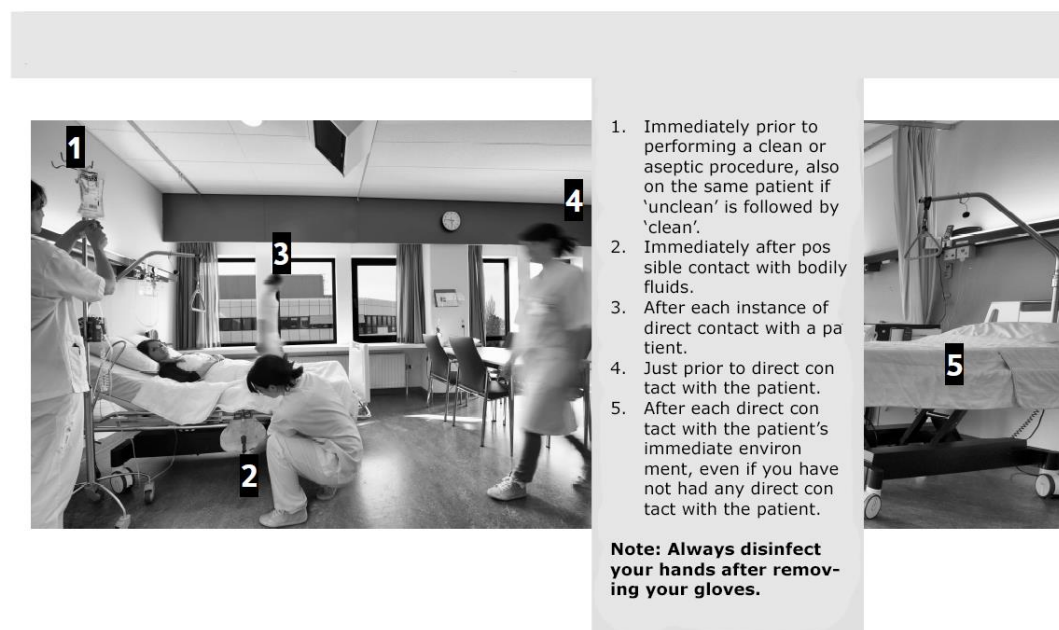 1
3
4
2
1. Immediately prior to
performing a clean or
aseptic procedure, also
on the same patient if
‘unclean’ is followed by
‘clean’.
2. Immediately after pos
sible contact with bodily
fluids.
3. After each instance of
direct contact with a pa
tient.
4. Just prior to direct con
tact with the patient.
5. After each direct con
tact with the patient’s
immediate environ
ment, even if you have
not had any direct con
tact with the patient.
Note: Always disinfect
your hands after remov-
ing your gloves.
5